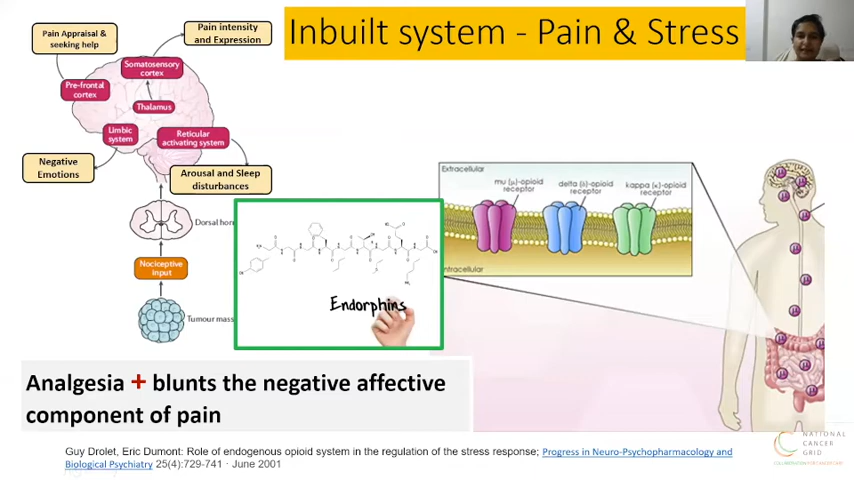 Inbuilt system - Pain & Stress
Pain Appraisal &
seeking help
Pain intensity
and Expression
Somatosensory
cortex
Pre-frontal
cortex
Thalamus
Limbic
system
Reticular
activating system
Negative
Emotions
Arousal and Sleep
disturbances
Dorsal horn
Nociceptive
input
Tumour mass
Endorphins
Extracellular
mu (μ)-opioid
receptor
delta (δ)-opioid
receptor
kappa (κ)-opioid
receptor
Analgesia + blunts the negative affective
component of pain
Guy Drolet, Eric Dumont: Role of endogenous opioid system in the regulation of the stress response; Progress in Neuro-Psychopharmacology and
Biological Psychiatry 25(4):729-741 · June 2001
NATIONAL
CANCER
GRID